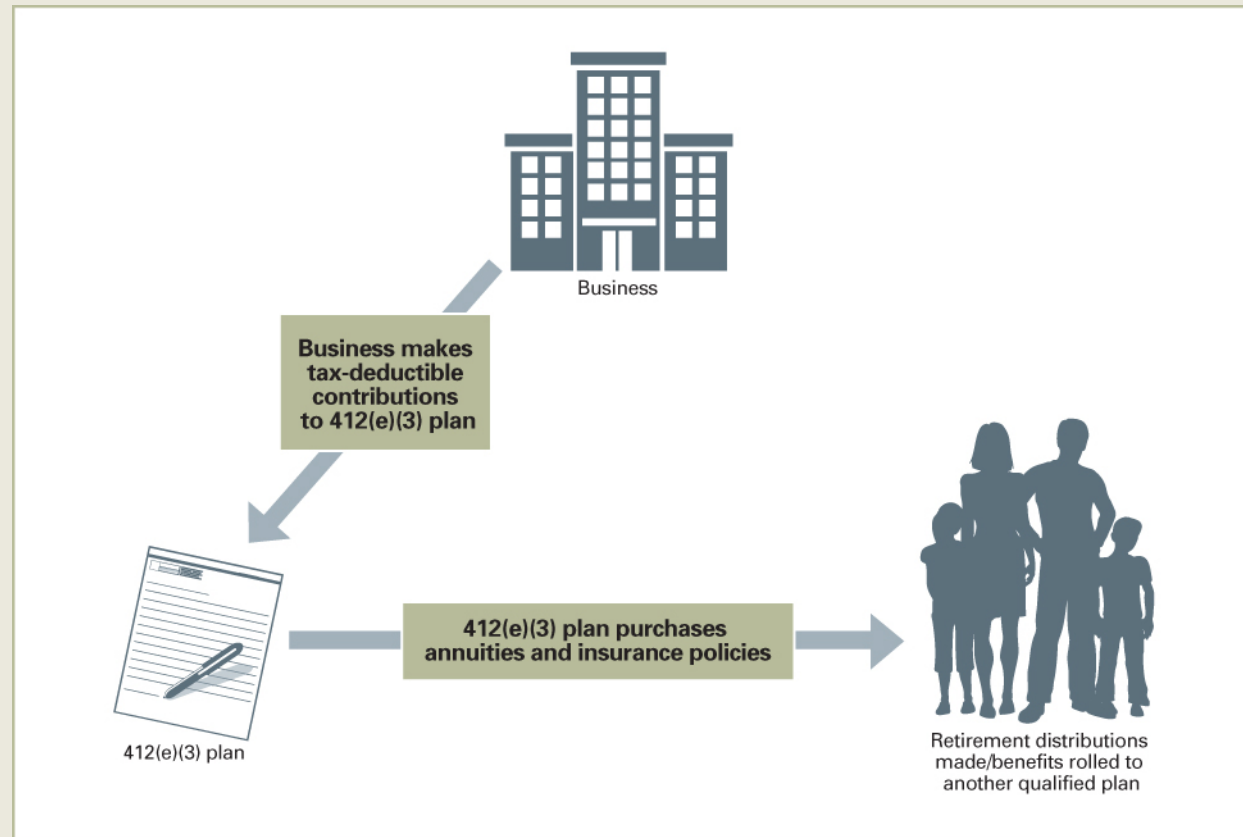 Business
Business makes
tax-deductible
contributions
to 412(e)(3) plan
412(e)(3) plan purchases
annuities and insurance policies
412(e)(3) plan
Retirement distributions
made/benefits rolled to
another qualified plan